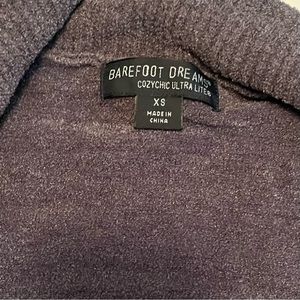 BAREFOOT DREAMS
COZYCHIC ULTRA LITE®
XS
MADE IN
CHINA